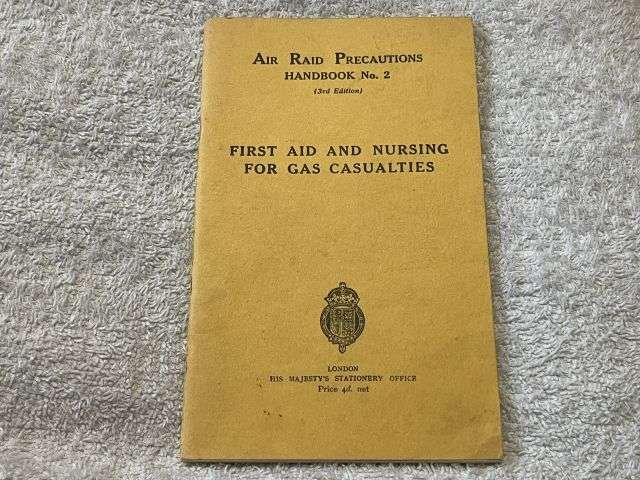 AIR RAID PRECAUTIONS
HANDBOOK No. 2
(3rd Edition)
FIRST AID AND NURSING
FOR GAS CASUALTIES
LONDON
HIS MAJESTY'S STATIONERY OFFICE
Price 4d. net